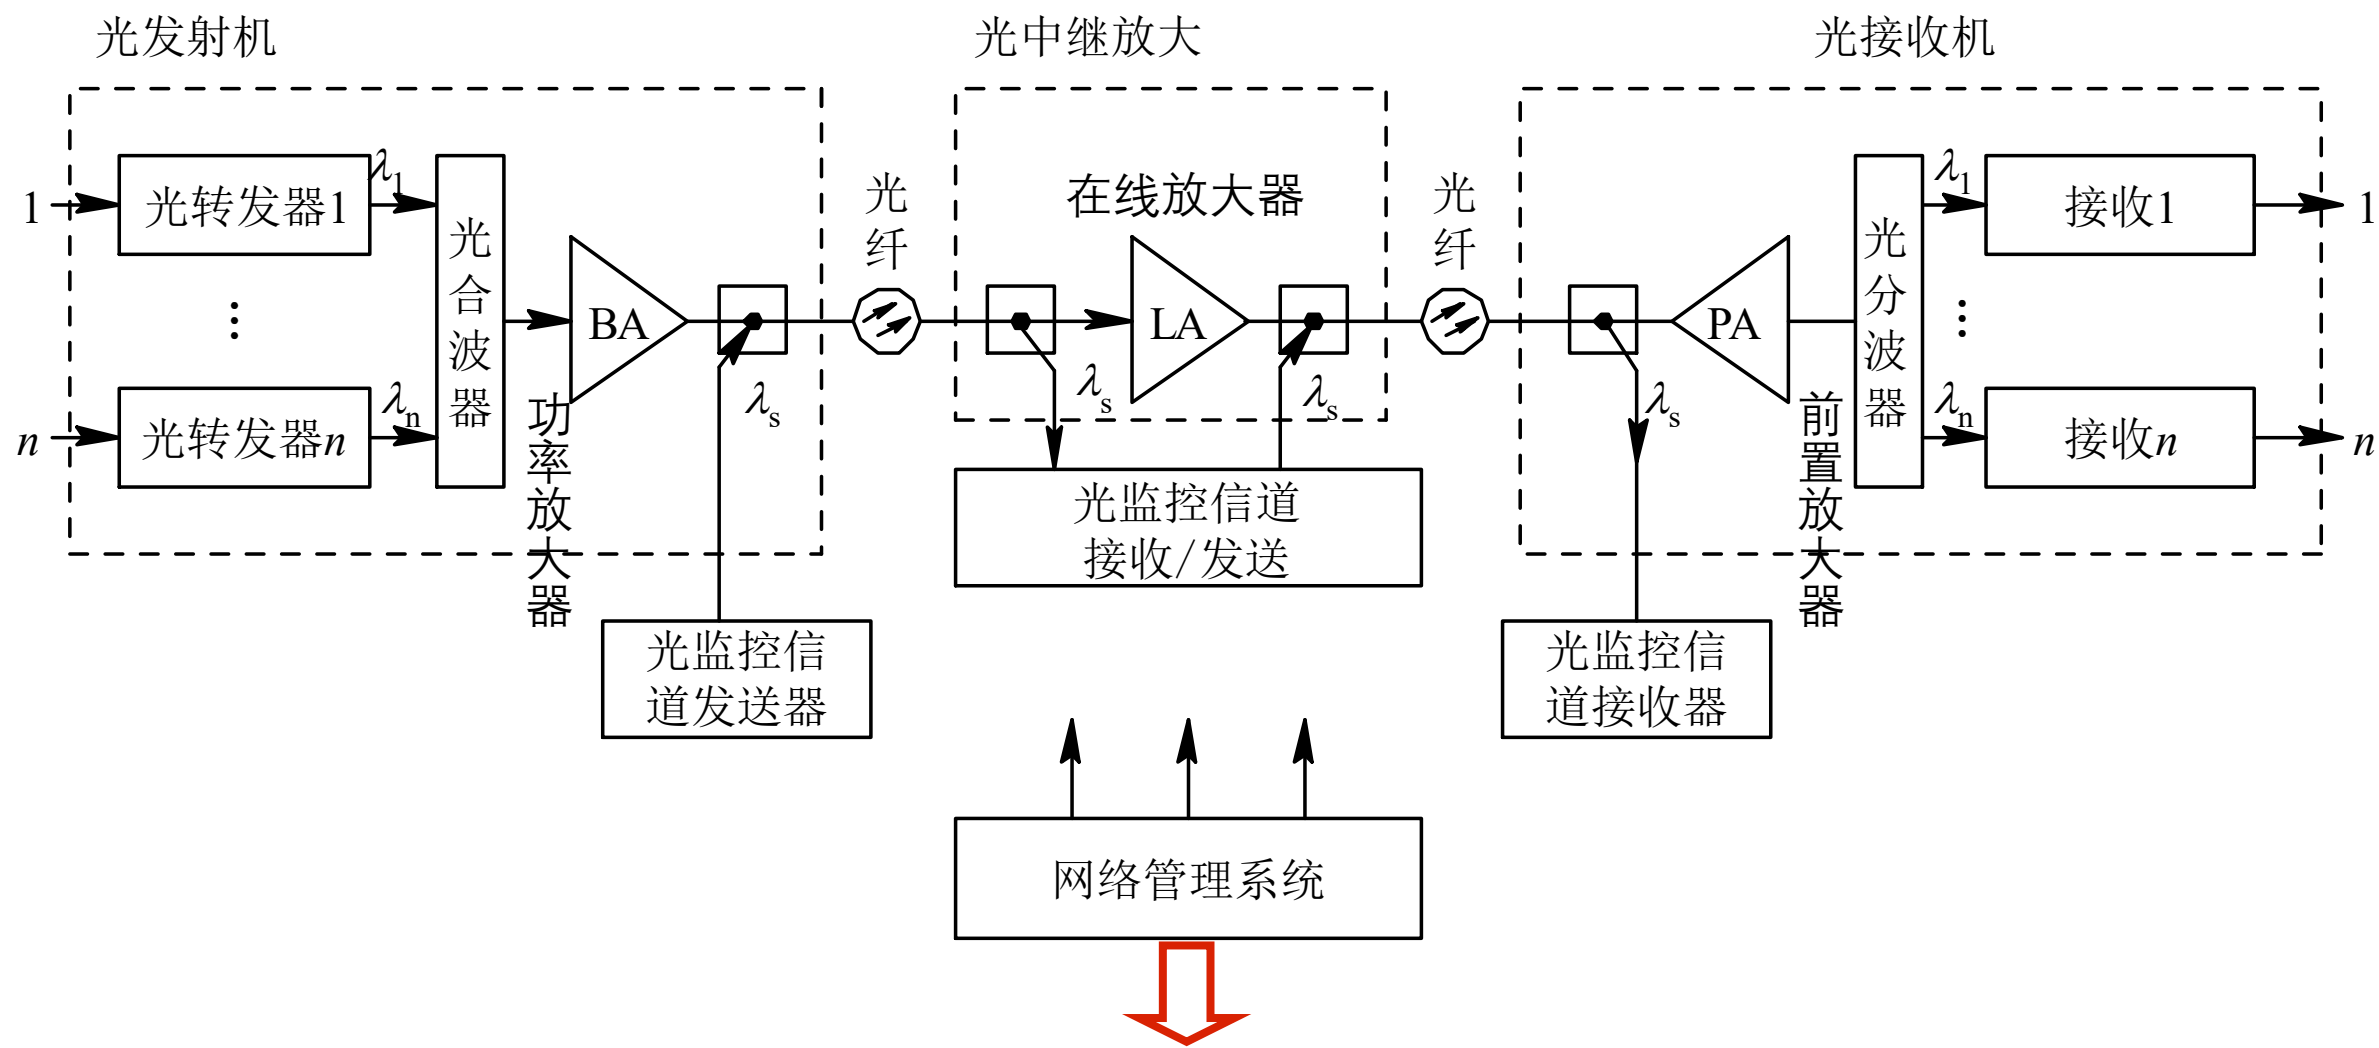 光发射机
光中继放大
光接收机
1
光转发器1
λ1
n
光转发器n
λn
光合波器
BA
功率放大器
λs
光监控信
道发送器
光纤
在线放大器
LA
λs
λs
光监控信道
接收/发送
光纤
PA
前置放大器
λs
光监控信
道接收器
光分波器
λ1
接收1
1
λn
接收n
n
网络管理系统